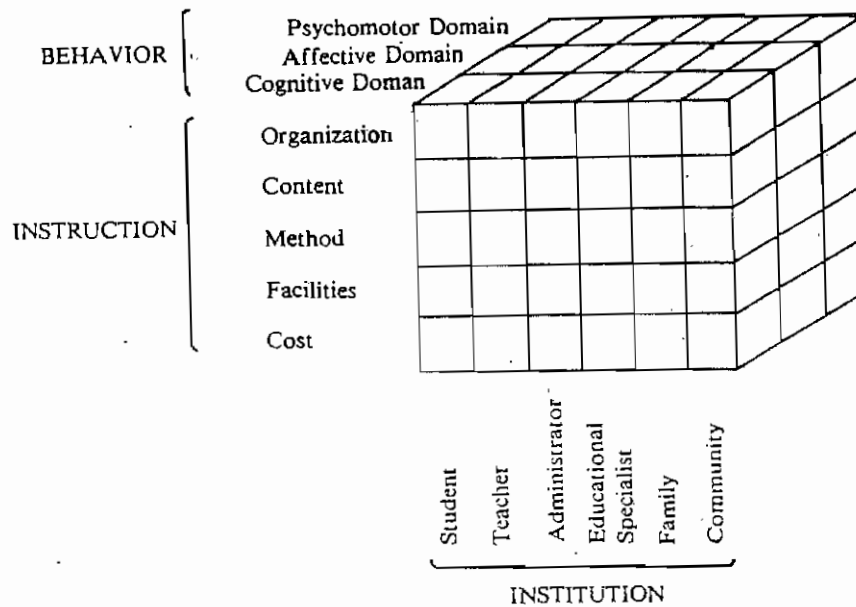 Psychomotor Domain
BEHAVIOR
Affective Domain
Cognitive Doman
Organization
Content
INSTRUCTION
Method
Facilities
Cost
Student
Teacher
Administrator
Educational
Specialist
Family
Community
INSTITUTION